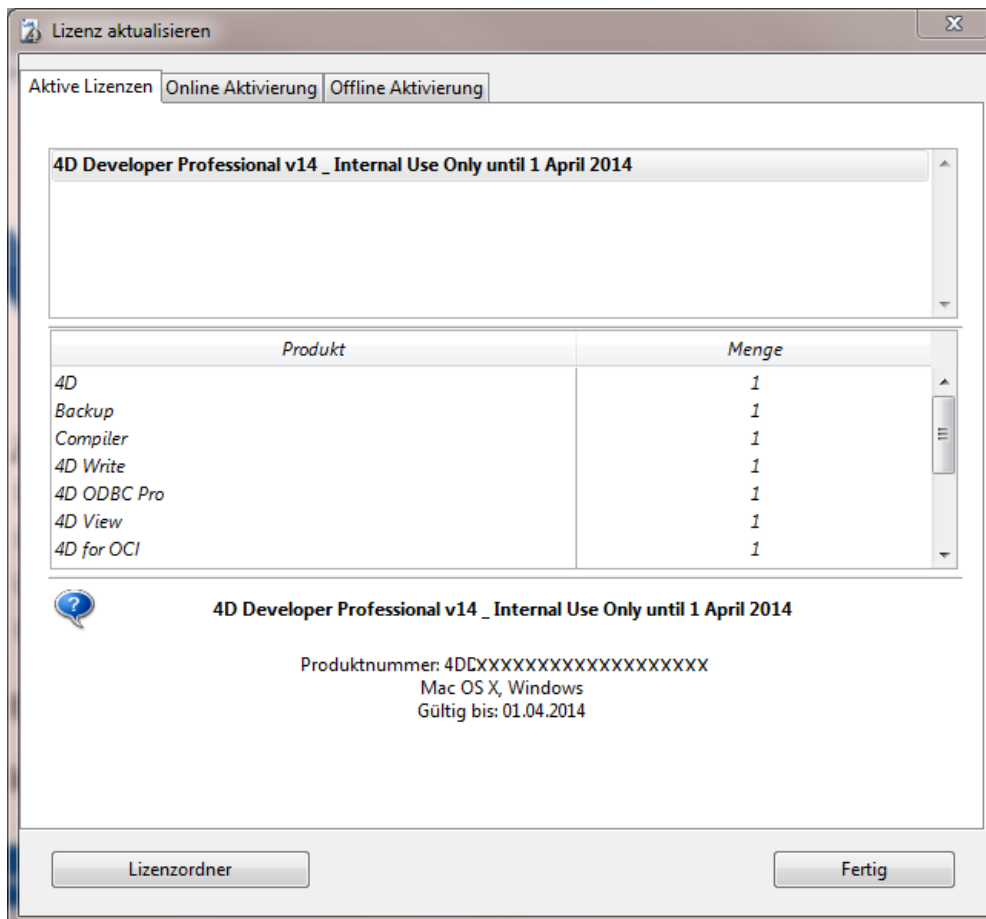 Lizenz aktualisieren
Aktive Lizenzen Online Aktivierung Offline Aktivierung
4D Developer Professional v14 _ Internal Use Only until 1 April 2014
Produkt Menge
4D 1
Backup 1
Compiler 1
4D Write 1
4D ODBC Pro 1
4D View 1
4D for OCI 1
4D Developer Professional v14 _ Internal Use Only until 1 April 2014
Produktnummer: 4DDXXXXXXXXXXXXXXXXXXX
Mac OS X, Windows
Gültig bis: 01.04.2014
Lizenzordner Fertig